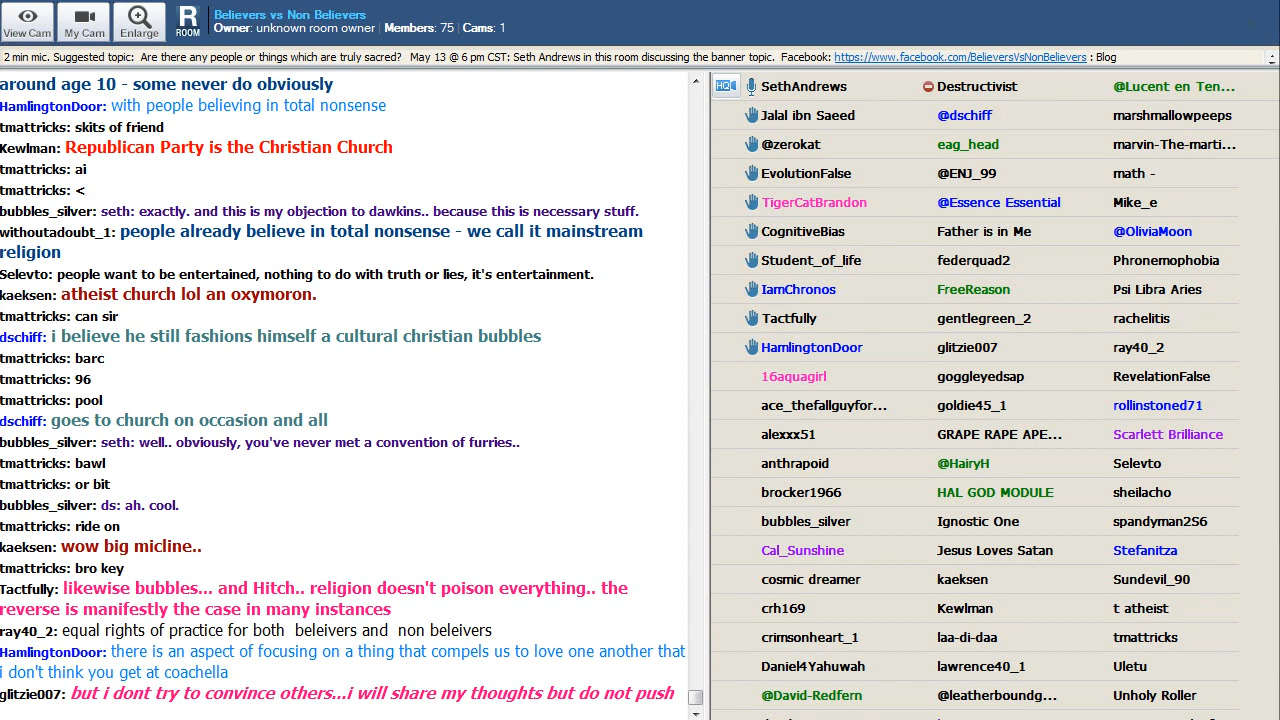 View Cam
My Cam
Enlarge
R
ROOM
Believers vs Non Believers
Owner: unknown room owner | Members: 75 | Cams: 1
2 min mic. Suggested topic: Are there any people or things which are truly sacred? May 13 @ 6 pm CST: Seth Andrews in this room discussing the banner topic. Facebook: https://www.facebook.com/BelieversVsNonBelievers : Blog
around age 10 - some never do obviously
HamlingtonDoor: with people believing in total nonsense
tmattricks: skits of friend
Kewlman: Republican Party is the Christian Church
tmattricks: ai
tmattricks: <
bubbles_silver: seth: exactly. and this is my objection to dawkins.. because this is necessary stuff.
withoutadoubt_1: people already believe in total nonsense - we call it mainstream
religion
Selevto: people want to be entertained, nothing to do with truth or lies, it's entertainment.
kaeksen: atheist church lol an oxymoron.
tmattricks: can sir
dschiff: i believe he still fashions himself a cultural christian bubbles
tmattricks: barc
tmattricks: 96
tmattricks: pool
dschiff: goes to church on occasion and all
bubbles_silver: seth: well.. obviously, you've never met a convention of furries..
tmattricks: bawl
tmattricks: or bit
bubbles_silver: ds: ah. cool.
tmattricks: ride on
kaeksen: wow big micline..
tmattricks: bro key
Tactfully: likewise bubbles... and Hitch.. religion doesn't poison everything.. the
reverse is manifestly the case in many instances
ray40_2: equal rights of practice for both beleivers and non beleivers
HamlingtonDoor: there is an aspect of focusing on a thing that compels us to love one another that
i don't think you get at coachella
glitzie007: but i dont try to convince others...i will share my thoughts but do not push
HQ
SethAndrews Destructivist @Lucent en Ten...
Jalal ibn Saeed @dschiff marshmallowpeeps
@zerokat eag_head marvin-The-marti...
EvolutionFalse @ENJ_99 math -
TigerCatBrandon @Essence Essential Mike_e
CognitiveBias Father is in Me @OliviaMoon
Student_of_life federquad2 Phronemophobia
IamChronos FreeReason Psi Libra Aries
Tactfully gentlegreen_2 rachelitis
HamlingtonDoor glitzie007 ray40_2
16aquagirl goggleyedsap RevelationFalse
ace_thefallguyfor... goldie45_1 rollinstoned71
alexxx51 GRAPE RAPE APE... Scarlett Brilliance
anthrapoid @HairyH Selevto
brocker1966 HAL GOD MODULE sheilacho
bubbles_silver Ignostic One spandyman2S6
Cal_Sunshine Jesus Loves Satan Stefanitza
cosmic dreamer kaeksen Sundevil_90
crh169 Kewlman t atheist
crimsonheart_1 laa-di-daa tmattricks
Daniel4Yahuwah lawrence40_1 Uletu
@David-Redfern @leatherboundg... Unholy Roller